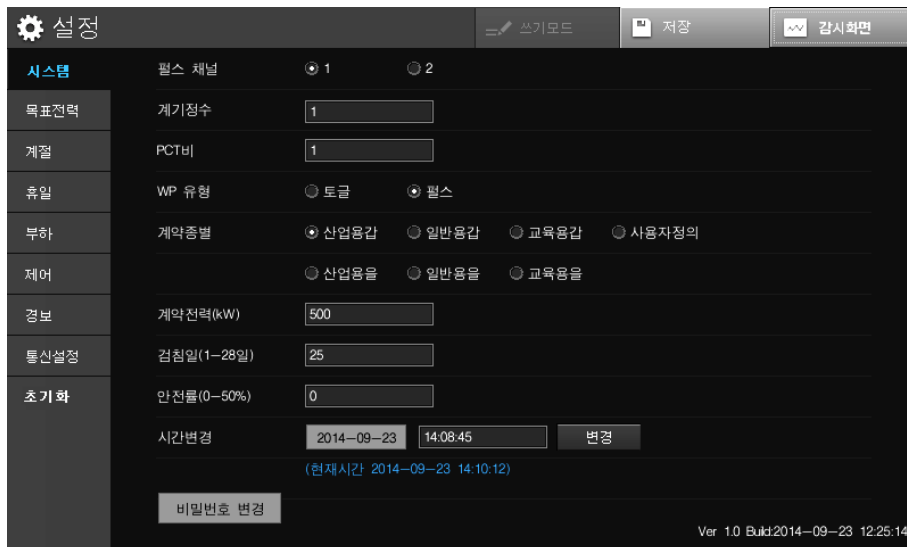 설정 쓰기모드 저장 감시화면
시스템 펄스 채널 1 2
목표전력 계기정수 1
계절 PCT비 1
휴일 WP 유형 토글 펄스
부하 계약종별 산업용갑 일반용갑 교육용갑 사용자정의
제어 산업용을 일반용을 교육용을
경보 계약전력(kW) 500
통신설정 검침일(1-28일) 25
초기화 안전률(0-50%) 0
시간변경 2014-09-23 14:08:45 변경
(현재시간 2014-09-23 14:10:12)
비밀번호 변경
Ver 1.0 Build:2014-09-23 12:25:14